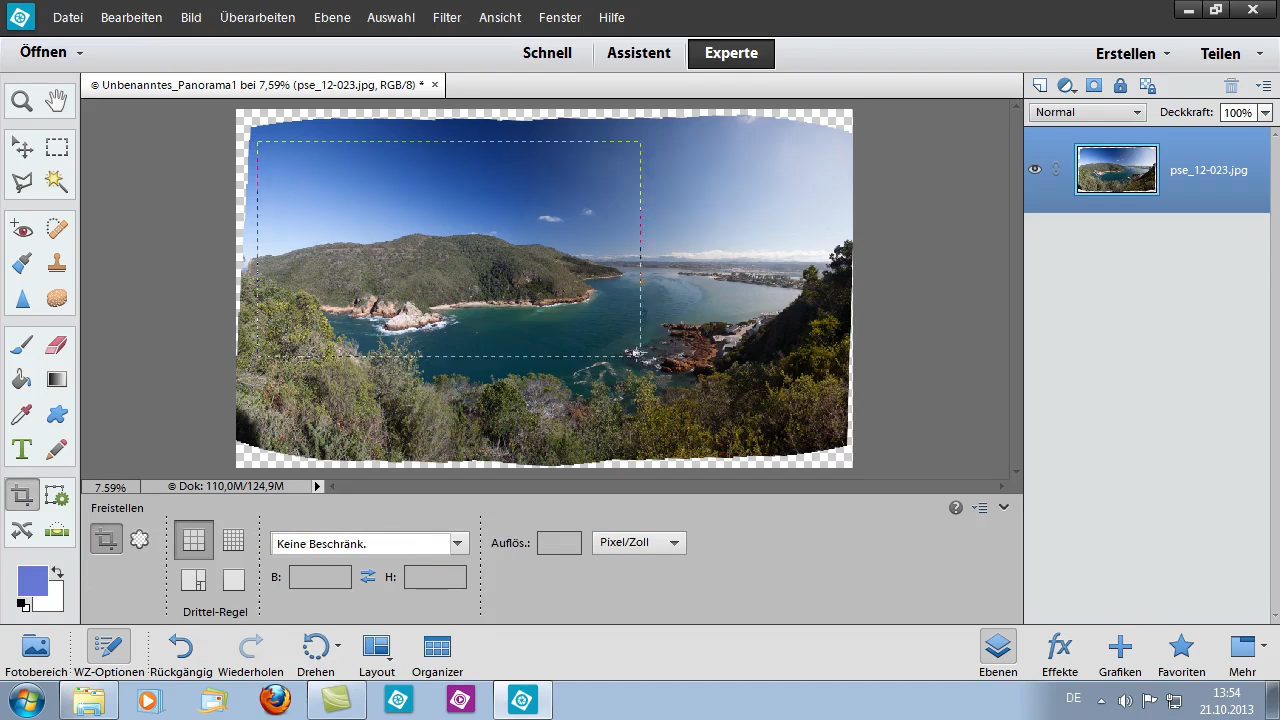 Datei Bearbeiten Bild Überarbeiten Ebene Auswahl Filter Ansicht Fenster Hilfe
Öffnen Schnell Assistent Experte Erstellen Teilen
© Unbenanntes_Panorama1 bei 7,59% (pse_12-023.jpg, RGB/8) * ×
Normal Deckkraft: 100%
pse_12-023.jpg
7.59% © Dok: 110,0M/124,9M
Freistellen
Keine Beschränk. Auflös.: Pixel/Zoll
B: H:
Drittel-Regel
Fotobereich WZ-Optionen Rückgängig Wiederholen Drehen Layout Organizer Ebenen Effekte Grafiken Favoriten Mehr
DE 13:54
21.10.2013